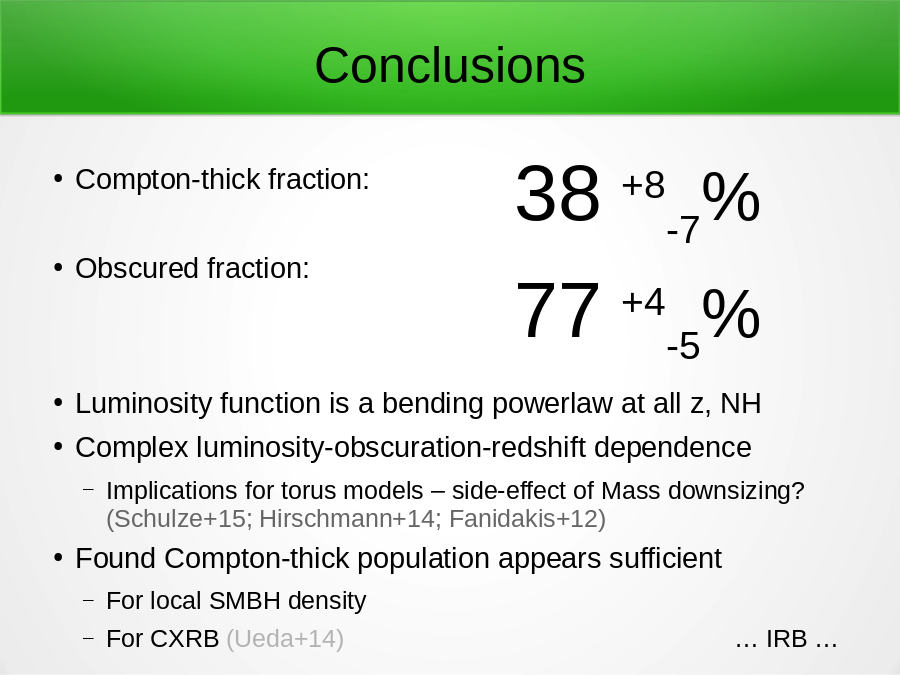 Conclusions
• Compton-thick fraction: 38 +8 -7 %
• Obscured fraction: 77 +4 -5 %
• Luminosity function is a bending powerlaw at all z, NH
• Complex luminosity-obscuration-redshift dependence
– Implications for torus models – side-effect of Mass downsizing?
(Schulze+15; Hirschmann+14; Fanidakis+12)
• Found Compton-thick population appears sufficient
– For local SMBH density
– For CXRB (Ueda+14) … IRB …